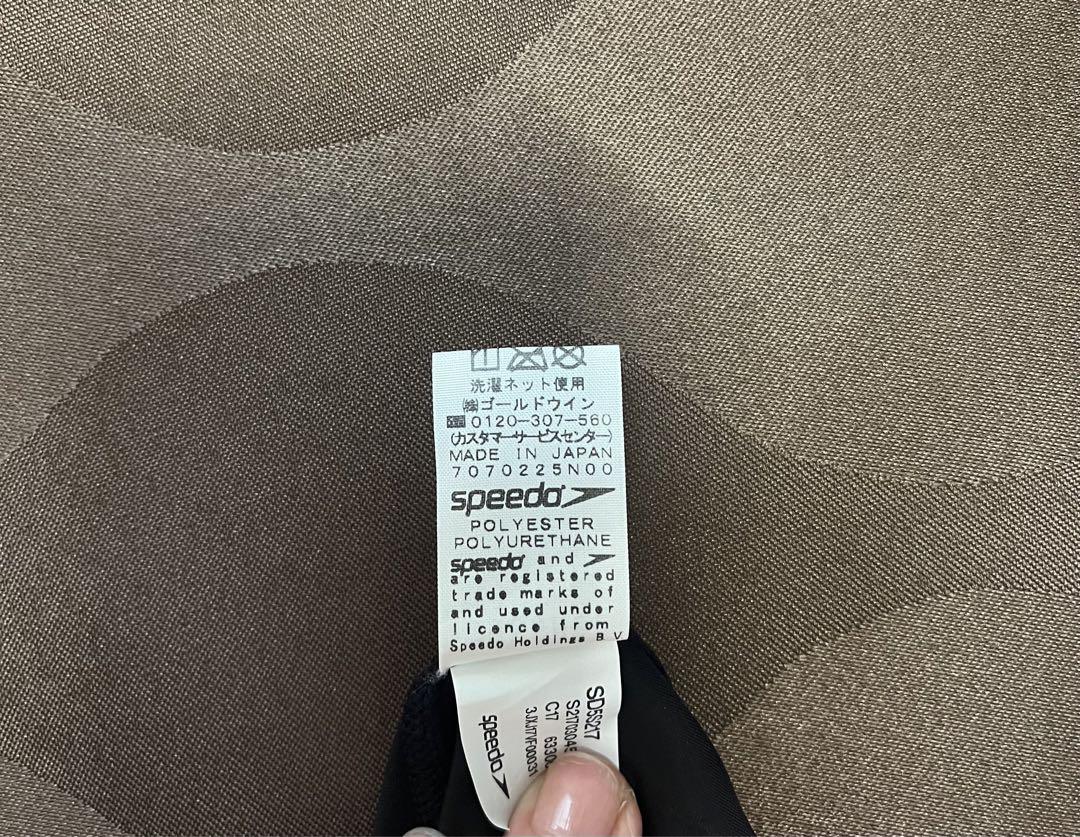 洗濯ネット使用
㈱ゴールドウイン
0120-307-560
(カスタマーサービスセンター)
MADE IN JAPAN
7070225N00
speedo
POLYESTER
POLYURETHANE
speedo and
are registered
trade marks of
and used under
licence from
Speedo Holdings B.V
SD5S217
C17
speedo